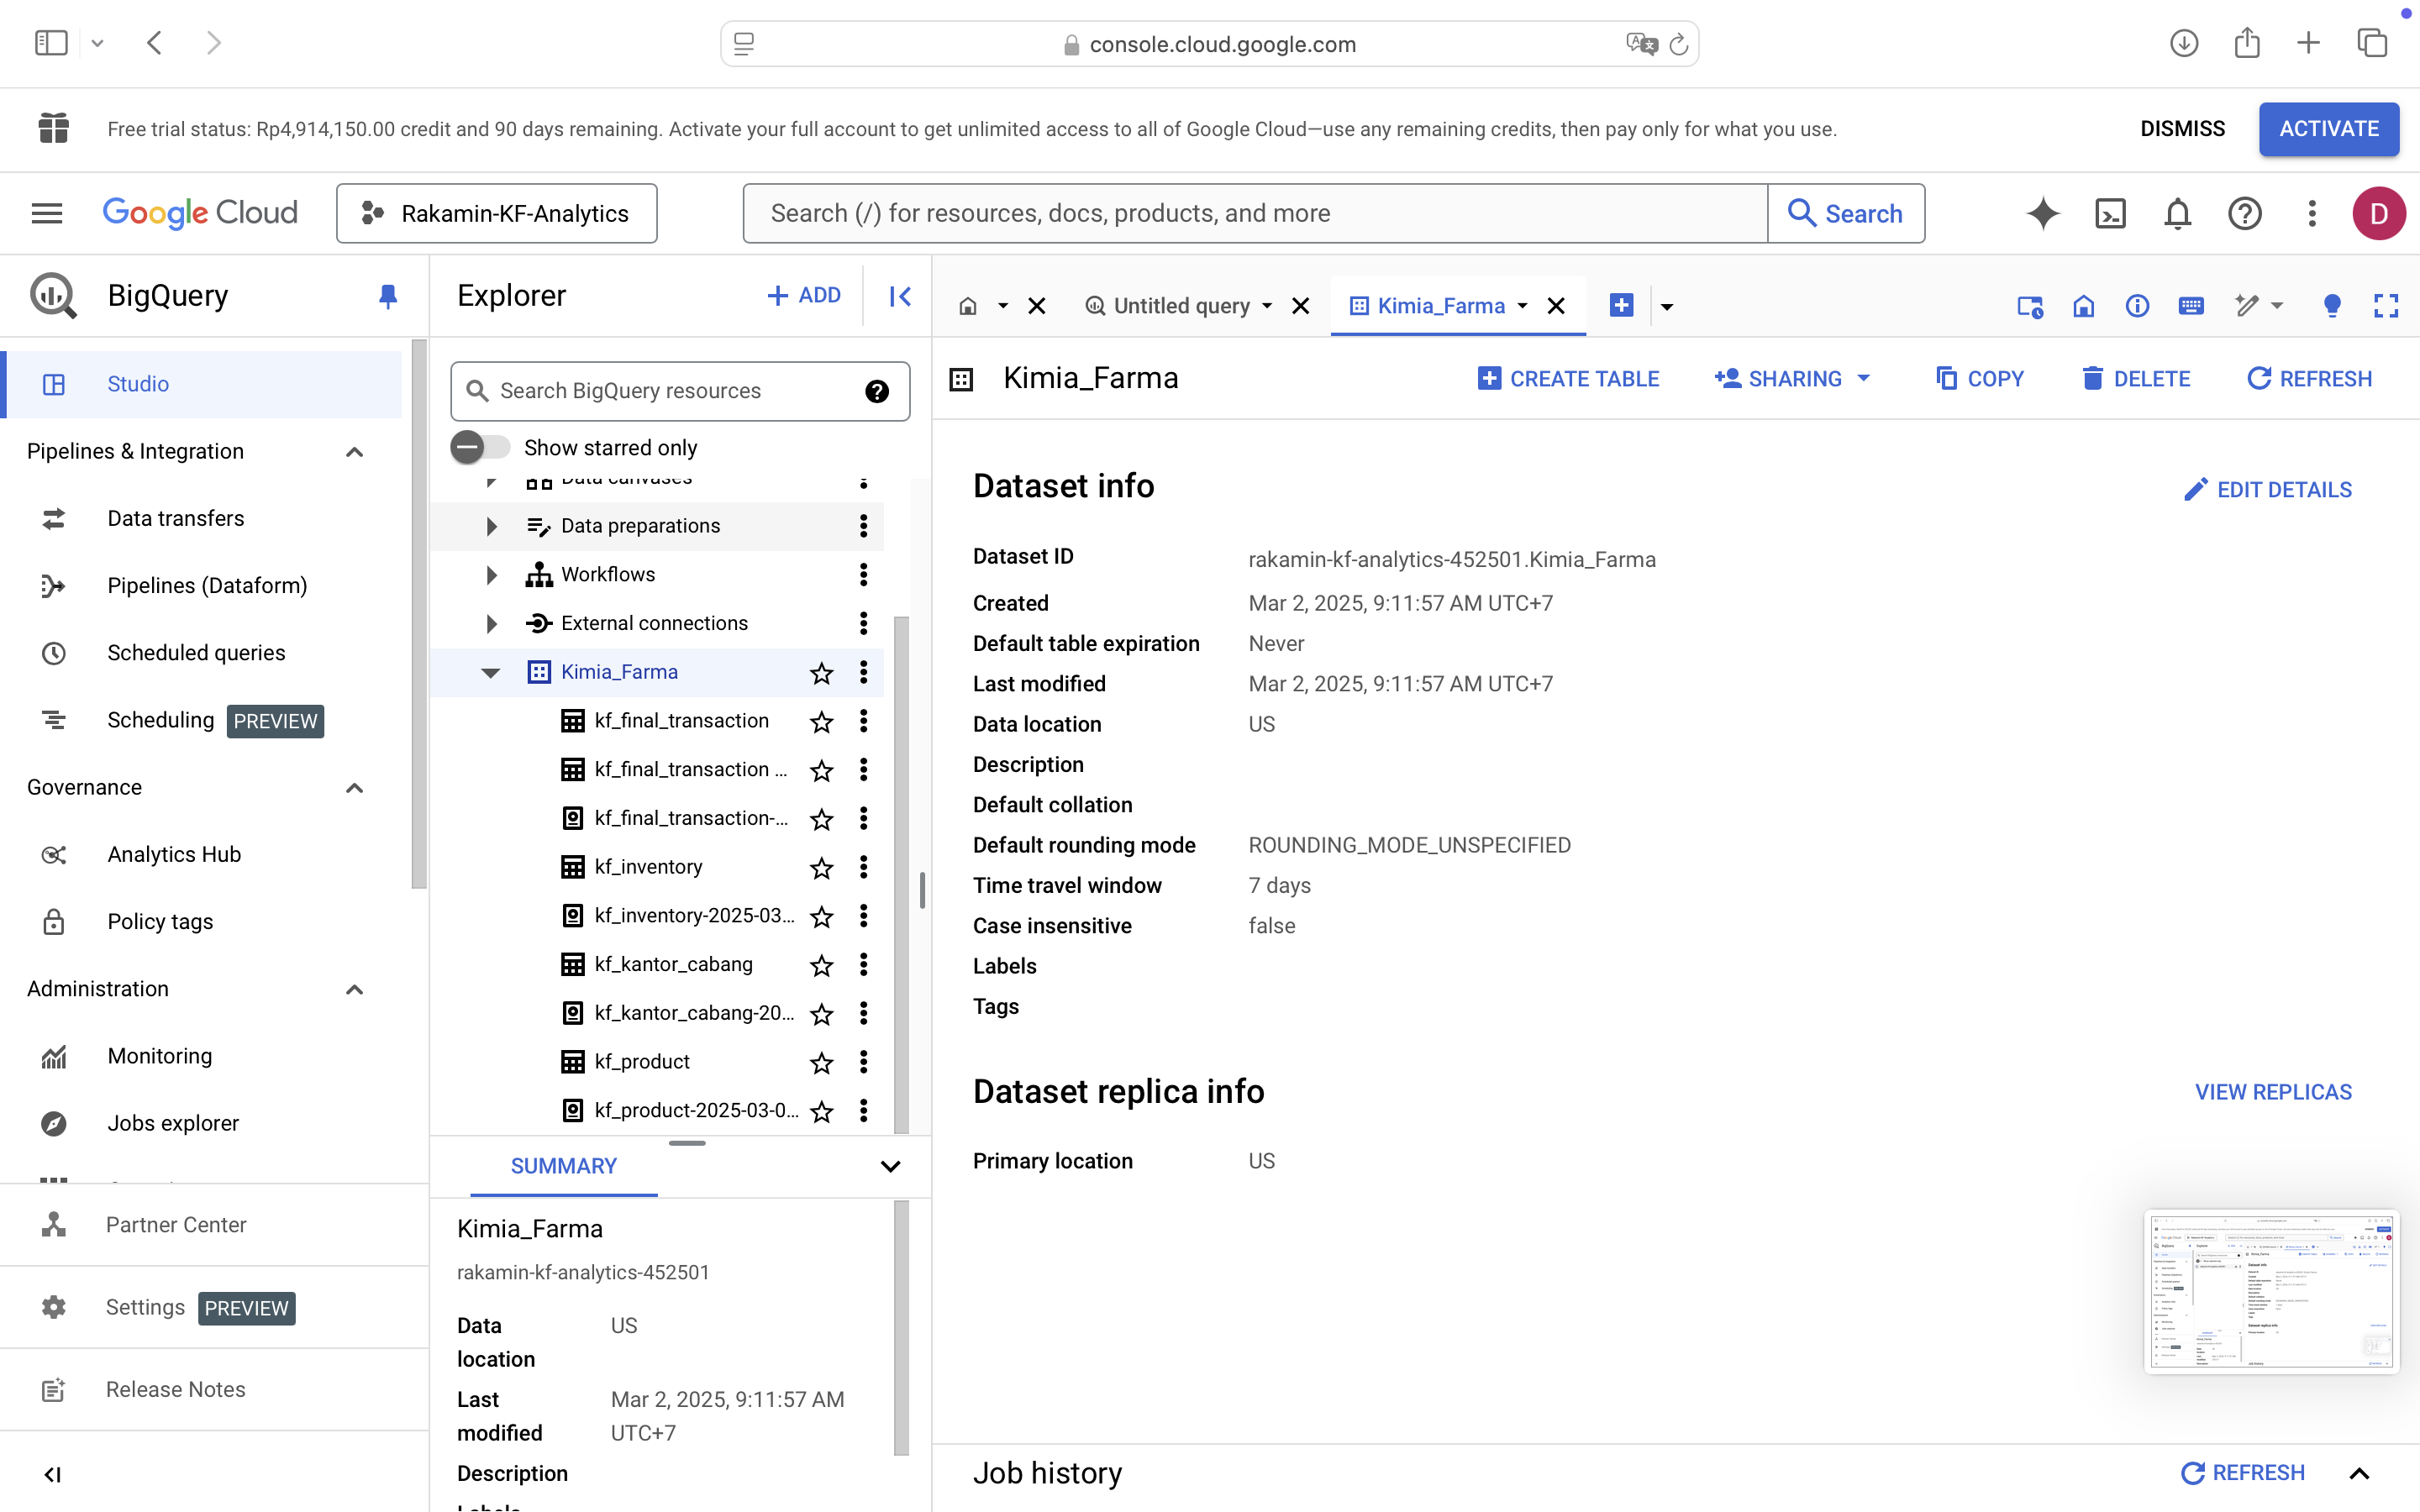 console.cloud.google.com
Free trial status: Rp4,914,150.00 credit and 90 days remaining. Activate your full account to get unlimited access to all of Google Cloud—use any remaining credits, then pay only for what you use.
DISMISS
ACTIVATE
Google Cloud
Rakamin-KF-Analytics
Search (/) for resources, docs, products, and more
Search
D
BigQuery
Studio
Pipelines & Integration
Data transfers
Pipelines (Dataform)
Scheduled queries
Scheduling PREVIEW
Governance
Analytics Hub
Policy tags
Administration
Monitoring
Jobs explorer
Partner Center
Settings PREVIEW
Release Notes
Explorer
ADD
Search BigQuery resources
Show starred only
Data canvases
Data preparations
Workflows
External connections
Kimia_Farma
kf_final_transaction
kf_final_transaction ...
kf_final_transaction-...
kf_inventory
kf_inventory-2025-03...
kf_kantor_cabang
kf_kantor_cabang-20...
kf_product
kf_product-2025-03-0...
SUMMARY
Kimia_Farma
rakamin-kf-analytics-452501
Data location US
Last modified Mar 2, 2025, 9:11:57 AM UTC+7
Description
Labels
Untitled query
Kimia_Farma
Kimia_Farma
CREATE TABLE
SHARING
COPY
DELETE
REFRESH
Dataset info
EDIT DETAILS
Dataset ID rakamin-kf-analytics-452501.Kimia_Farma
Created Mar 2, 2025, 9:11:57 AM UTC+7
Default table expiration Never
Last modified Mar 2, 2025, 9:11:57 AM UTC+7
Data location US
Description
Default collation
Default rounding mode ROUNDING_MODE_UNSPECIFIED
Time travel window 7 days
Case insensitive false
Labels
Tags
Dataset replica info
VIEW REPLICAS
Primary location US
Job history
REFRESH